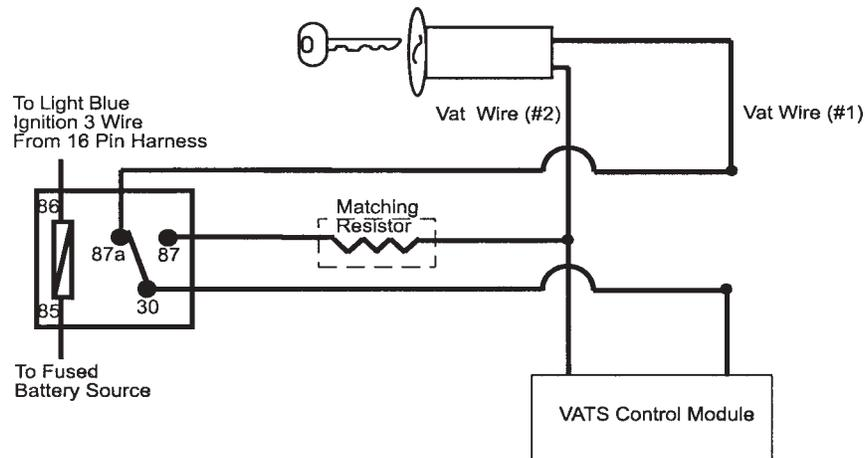 Vat Wire (#2)
Vat Wire (#1)
To Light Blue
Ignition 3 Wire
From 16 Pin Harness
86
87a
87
Matching
Resistor
85
30
To Fused
Battery Source
VATS Control Module